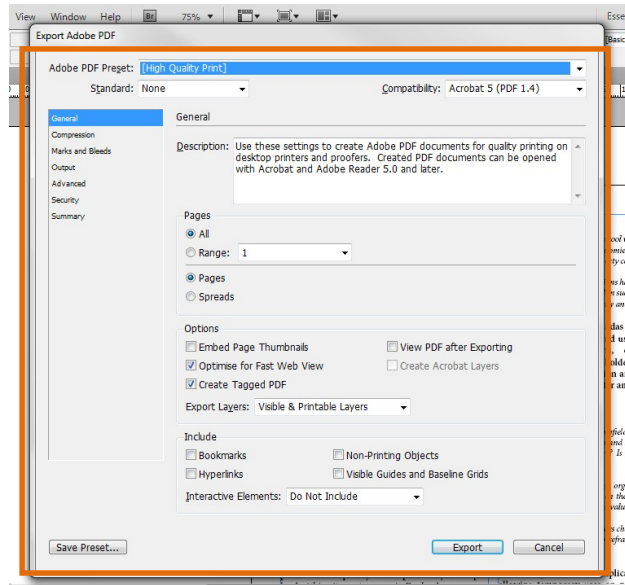 View Window Help Br 75% Esse
Export Adobe PDF
[Basic
Adobe PDF Preset: [High Quality Print]
Standard: None Compatibility: Acrobat 5 (PDF 1.4)
General
Compression
Marks and Bleeds
Output
Advanced
Security
Summary
General
Description: Use these settings to create Adobe PDF documents for quality printing on
desktop printers and proofers. Created PDF documents can be opened
with Acrobat and Adobe Reader 5.0 and later.
Pages
All
Range: 1
Pages
Spreads
Options
Embed Page Thumbnails View PDF after Exporting
Optimise for Fast Web View Create Acrobat Layers
Create Tagged PDF
Export Layers: Visible & Printable Layers
Include
Bookmarks Non-Printing Objects
Hyperlinks Visible Guides and Baseline Grids
Interactive Elements: Do Not Include
Save Preset... Export Cancel